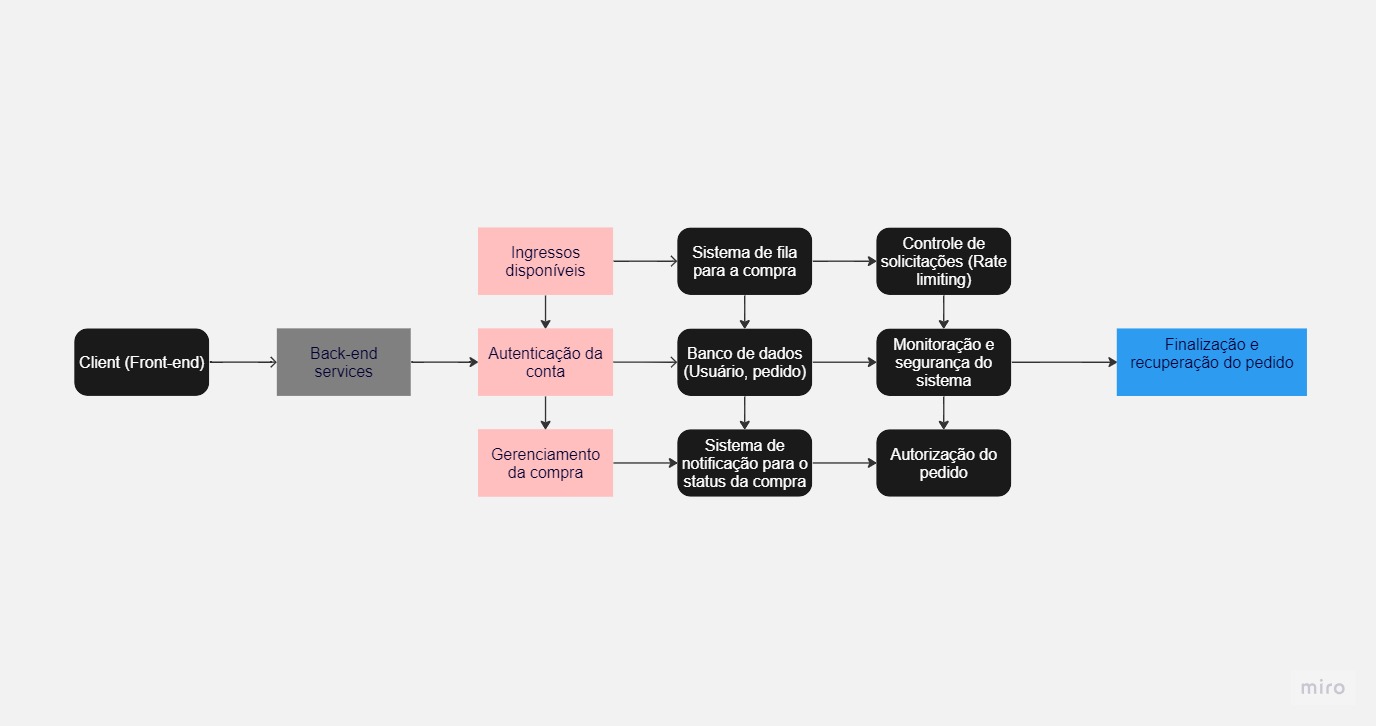 Ingressos
disponíveis
Sistema de fila
para a compra
Controle de
solicitações (Rate
limiting)
Client (Front-end)
Back-end
services
Autenticação da
conta
Banco de dados
(Usuário, pedido)
Monitoração e
segurança do
sistema
Finalização e
recuperação do pedido
Gerenciamento
da compra
Sistema de
notificação para o
status da compra
Autorização do
pedido
miro